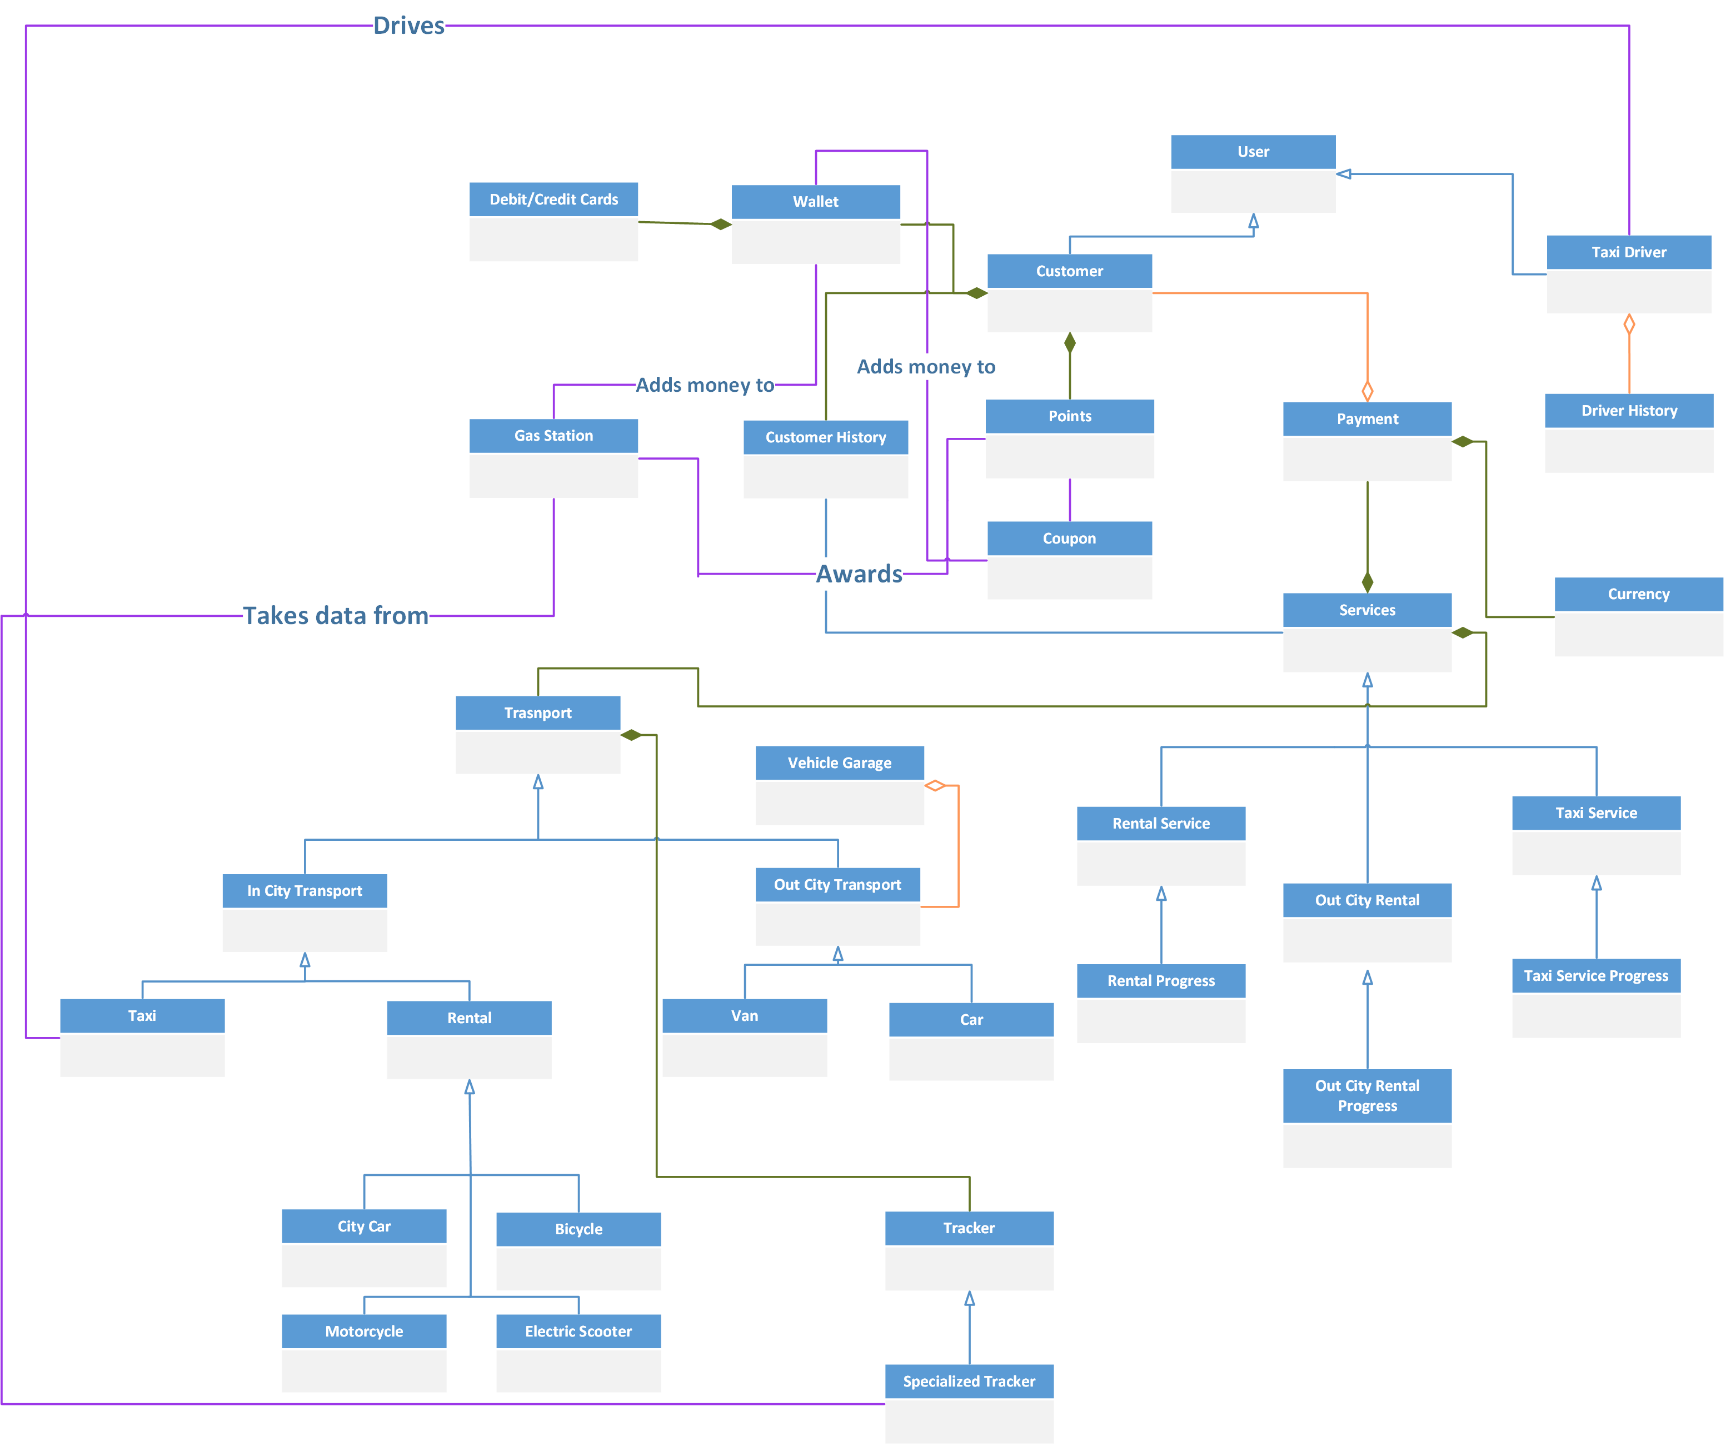 Drives
User
Debit/Credit Cards
Wallet
Taxi Driver
Customer
Adds money to
Adds money to
Gas Station
Customer History
Points
Payment
Driver History
Coupon
Awards
Takes data from
Services
Currency
Trasnport
Vehicle Garage
Rental Service
Taxi Service
In City Transport
Out City Transport
Out City Rental
Rental Progress
Taxi Service Progress
Taxi
Rental
Van
Car
Out City Rental
Progress
City Car
Bicycle
Tracker
Motorcycle
Electric Scooter
Specialized Tracker